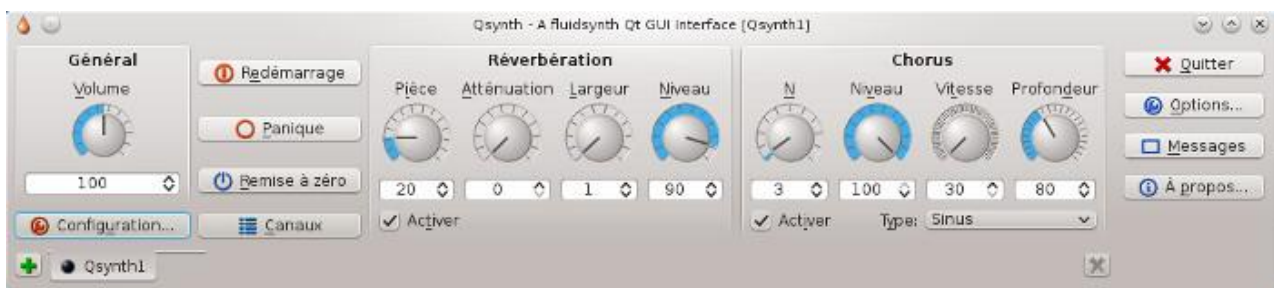 Qsynth - A fluidsynth Qt GUI Interface [Qsynth1]
Général
Volume
100
Configuration...
Redémarrage
Panique
Remise à zéro
Canaux
Réverbération
Pièce Atténuation Largeur Niveau
20 0 1 90
Activer
Chorus
N Niveau Vitesse Profondeur
3 100 30 80
Activer Type: Sinus
Quitter
Options...
Messages
À propos...
Qsynth1